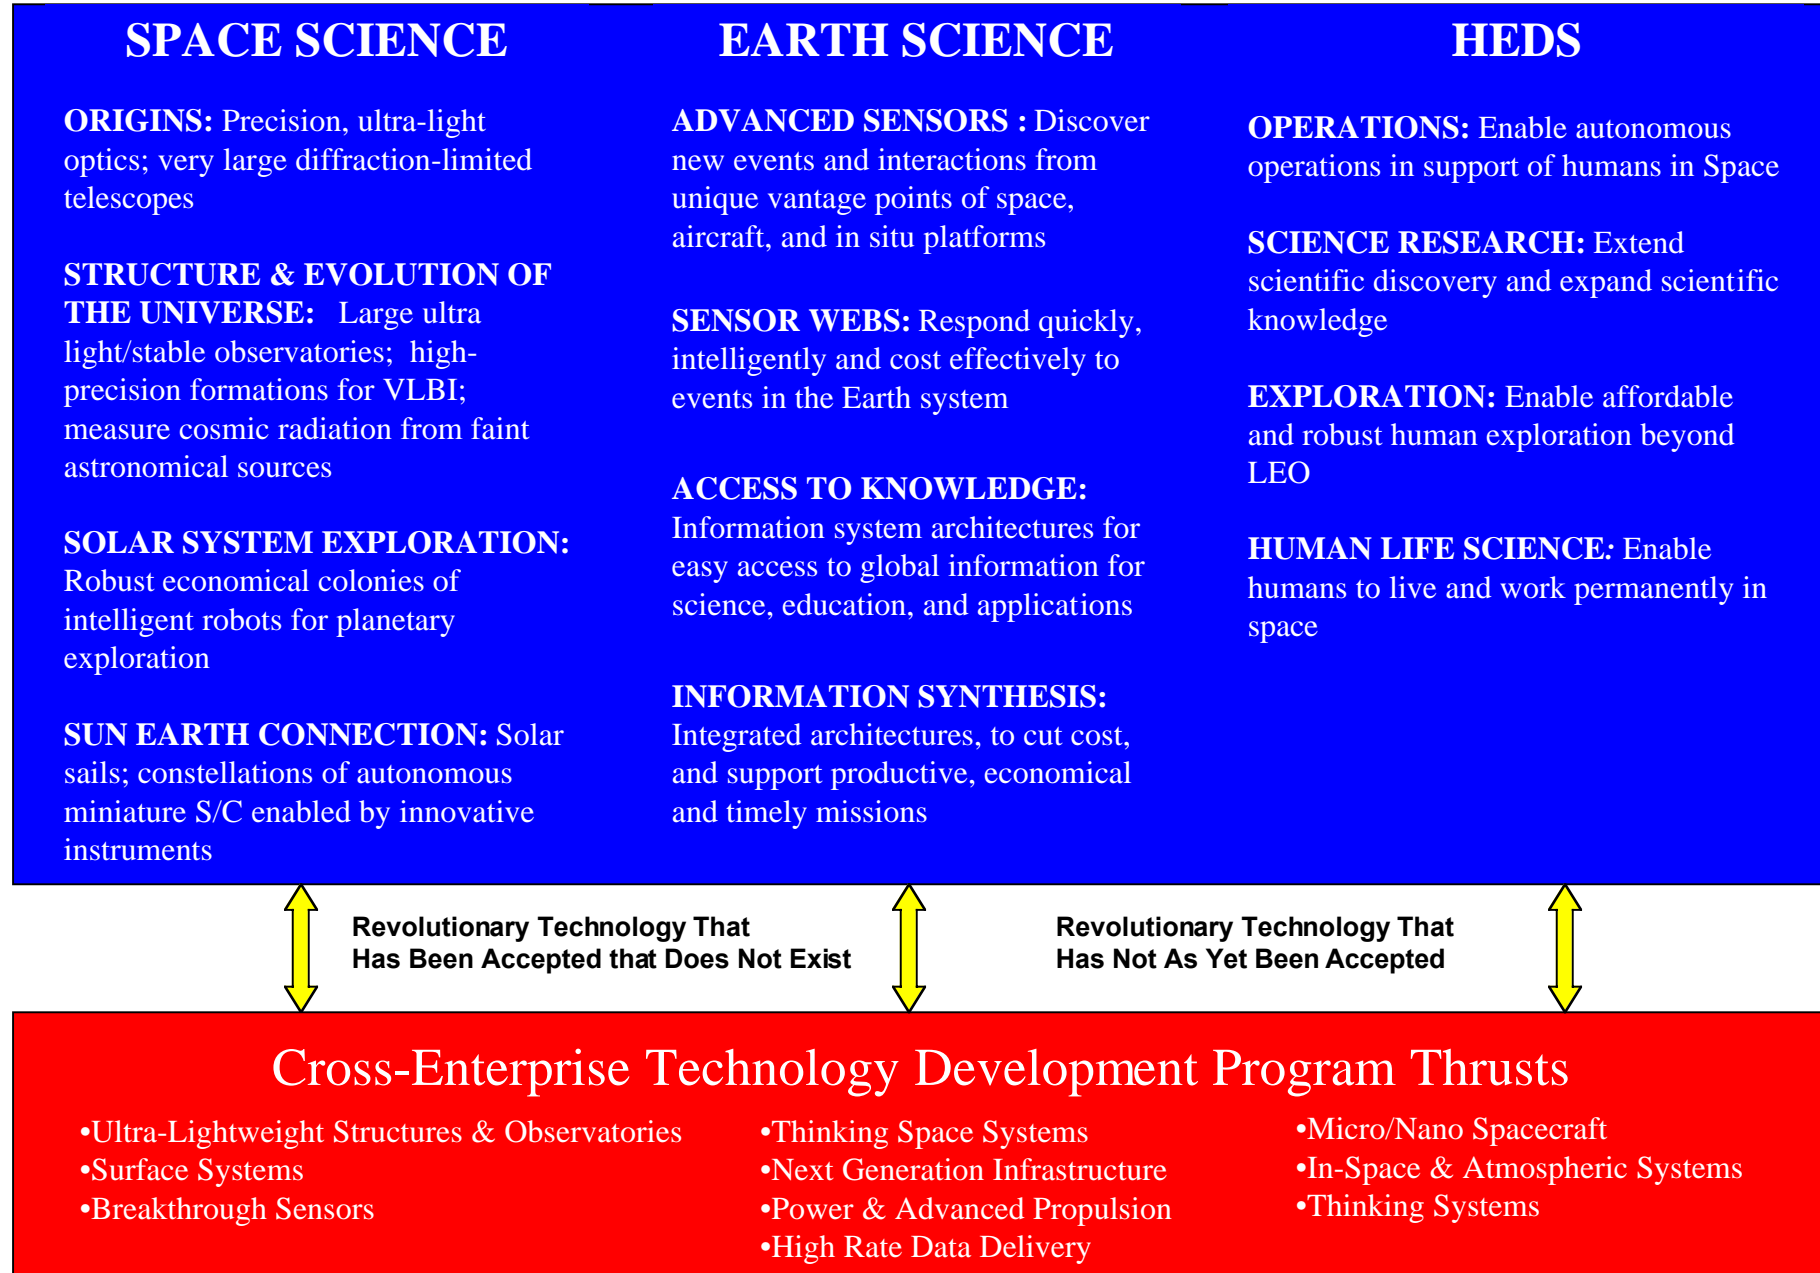 SPACE SCIENCE
ORIGINS: Precision, ultra-light
optics; very large diffraction-limited
telescopes
STRUCTURE & EVOLUTION OF
THE UNIVERSE: Large ultra
light/stable observatories; high-
precision formations for VLBI;
measure cosmic radiation from faint
astronomical sources
SOLAR SYSTEM EXPLORATION:
Robust economical colonies of
intelligent robots for planetary
exploration
SUN EARTH CONNECTION: Solar
sails; constellations of autonomous
miniature S/C enabled by innovative
instruments
EARTH SCIENCE
ADVANCED SENSORS : Discover
new events and interactions from
unique vantage points of space,
aircraft, and in situ platforms
SENSOR WEBS: Respond quickly,
intelligently and cost effectively to
events in the Earth system
ACCESS TO KNOWLEDGE:
Information system architectures for
easy access to global information for
science, education, and applications
INFORMATION SYNTHESIS:
Integrated architectures, to cut cost,
and support productive, economical
and timely missions
HEDS
OPERATIONS: Enable autonomous
operations in support of humans in Space
SCIENCE RESEARCH: Extend
scientific discovery and expand scientific
knowledge
EXPLORATION: Enable affordable
and robust human exploration beyond
LEO
HUMAN LIFE SCIENCE: Enable
humans to live and work permanently in
space
Revolutionary Technology That
Has Been Accepted that Does Not Exist
Revolutionary Technology That
Has Not As Yet Been Accepted
Cross-Enterprise Technology Development Program Thrusts
•Ultra-Lightweight Structures & Observatories
•Surface Systems
•Breakthrough Sensors
•Thinking Space Systems
•Next Generation Infrastructure
•Power & Advanced Propulsion
•High Rate Data Delivery
•Micro/Nano Spacecraft
•In-Space & Atmospheric Systems
•Thinking Systems